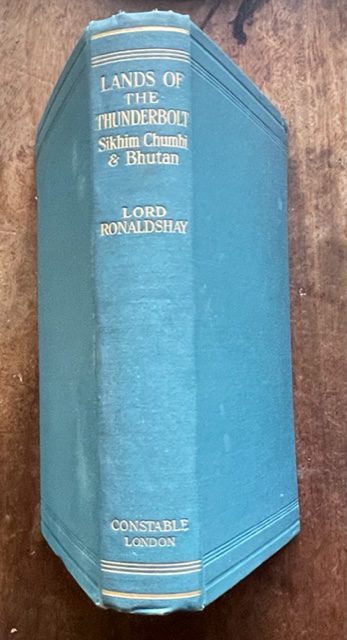 LANDS OF
THE
THUNDERBOLT
Sikhim Chumbi
& Bhutan
LORD
RONALDSHAY
CONSTABLE
LONDON